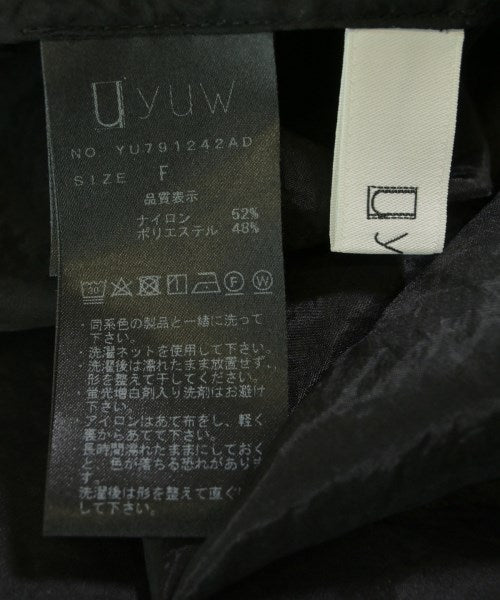 uyuw
NO. YU791242AD
SIZE F
品質表示
ナイロン 52%
ポリエステル 48%
・同系色の製品と一緒に洗って
下さい。
・洗濯ネットを使用して下さい。
・洗濯後は濡れたまま放置せず、
形を整えて干してください。
・蛍光増白剤入り洗剤はお避け
下さい。
・アイロンはあて布をし、軽く
裏からあてて下さい。
・長時間濡れたままにしておく
と、色が落ちる恐れがありま
す。
洗濯後は形を整えて直ぐ
して下さい。
uy